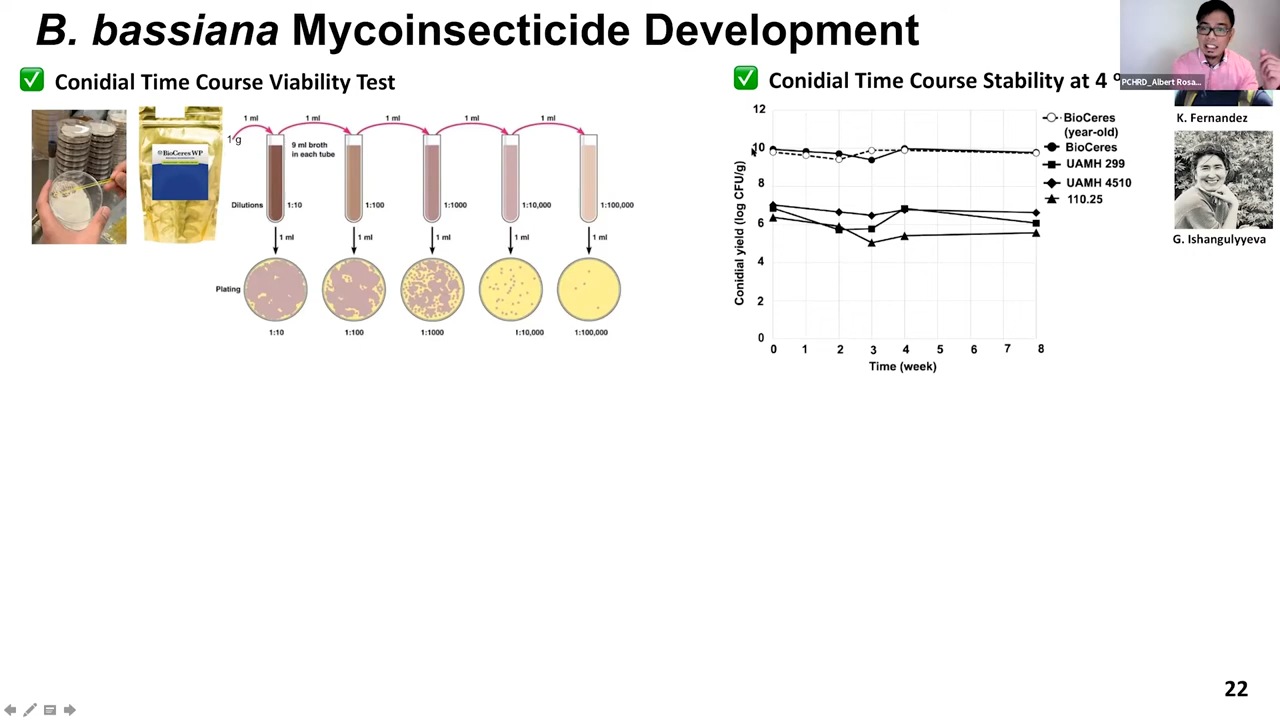 B. bassiana Mycoinsecticide Development
PCHRD_Albert Rosa...
✅ Conidial Time Course Viability Test
BioCeres WP
1 g
1 ml
1 ml
1 ml
1 ml
1 ml
9 ml broth
in each tube
Dilutions
1:10
1:100
1:1000
1:10,000
1:100,000
1 ml
1 ml
1 ml
1 ml
1 ml
Plating
1:10
1:100
1:1000
1:10,000
1:100,000
✅ Conidial Time Course Stability at 4 º
Conidial yield (log CFU/g)
12
10
8
6
4
2
0
0 1 2 3 4 5 6 7 8
Time (week)
BioCeres
(year-old)
BioCeres
UAMH 299
UAMH 4510
110.25
K. Fernandez
G. Ishangulyyeva
22